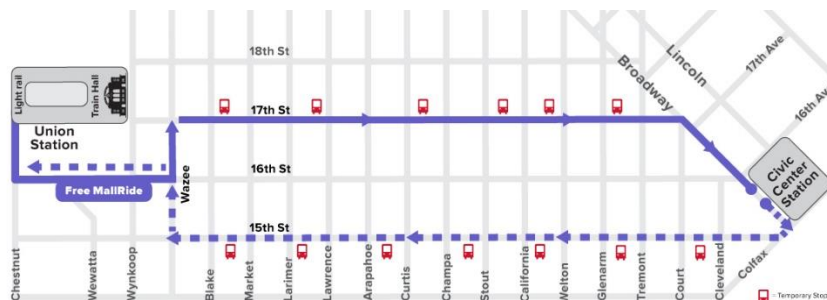 18th St
17th St
16th St
15th St
Light rail
Train Hall
Union
Station
Free MallRide
Wazee
Broadway
Lincoln
17th Ave
16th Ave
Civic
Center
Station
Chestnut
Wewatta
Wynkoop
Blake
Market
Larimer
Lawrence
Arapahoe
Curtis
Champa
Stout
California
Welton
Glenarm
Tremont
Court
Cleveland
Colfax